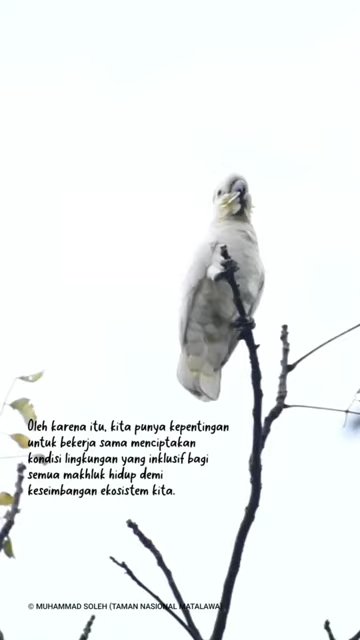 Oleh karena itu, kita punya kepentingan
untuk bekerja sama menciptakan
kondisi lingkungan yang inklusif bagi
semua makhluk hidup demi
keseimbangan ekosistem kita.
© MUHAMMAD SOLEH (TAMAN NASIONAL MATALAWA)